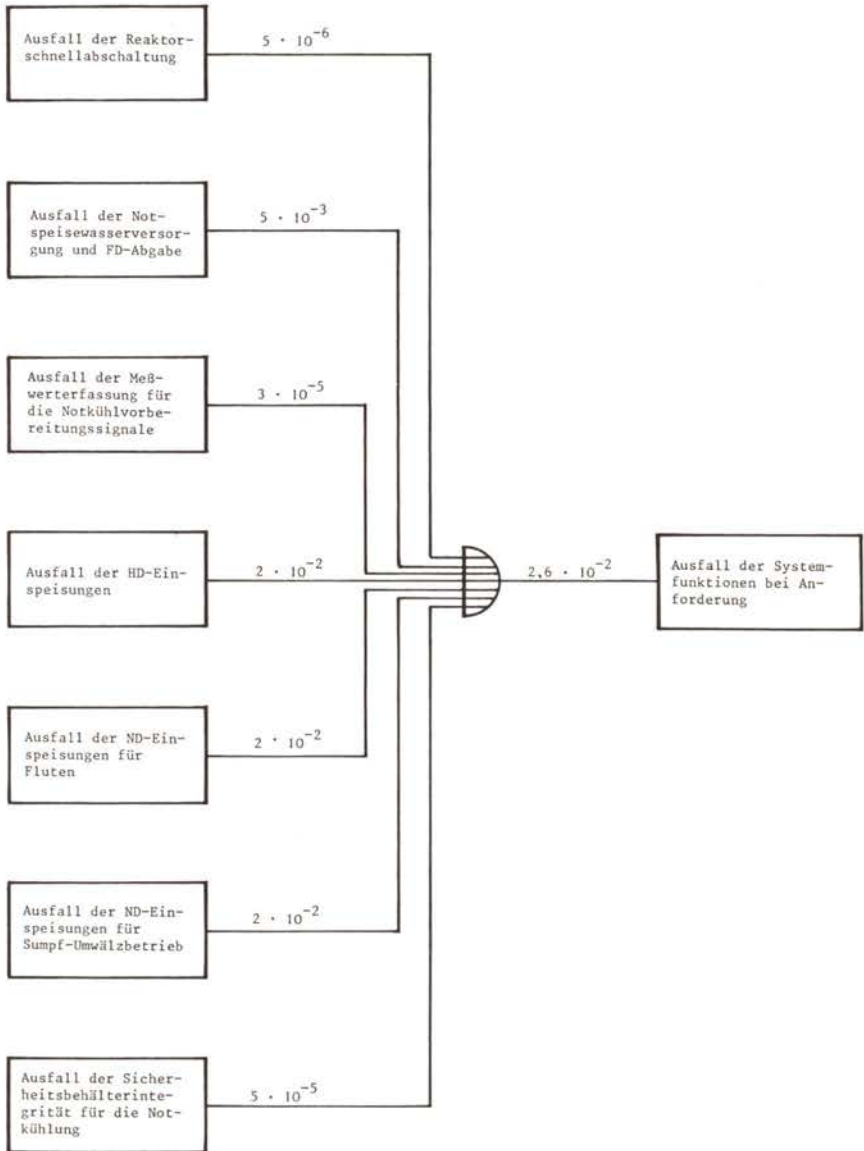 Ausfall der Reaktor-
schnellabschaltung
5 · 10⁻⁶
Ausfall der Not-
speisewasserversor-
gung und FD-Abgabe
5 · 10⁻³
Ausfall der Meß-
werterfassung für
die Notkühlvorbe-
reitungssignale
3 · 10⁻⁵
Ausfall der HD-Ein-
speisungen
2 · 10⁻²
2,6 · 10⁻²
Ausfall der System-
funktionen bei An-
forderung
Ausfall der ND-Ein-
speisungen für
Fluten
2 · 10⁻²
Ausfall der ND-Ein-
speisungen für
Sumpf-Umwälzbetrieb
2 · 10⁻²
Ausfall der Sicher-
heitsbehälterinte-
grität für die Not-
kühlung
5 · 10⁻⁵